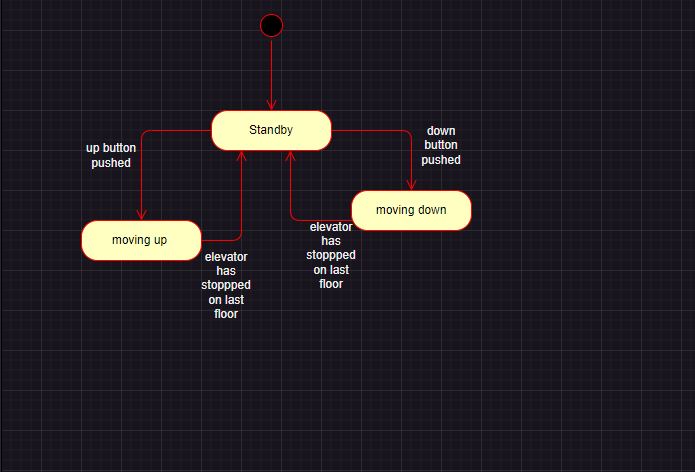 Standby
up button
pushed
down
button
pushed
moving up
moving down
elevator
has
stoppped
on last
floor
elevator
has
stoppped
on last
floor